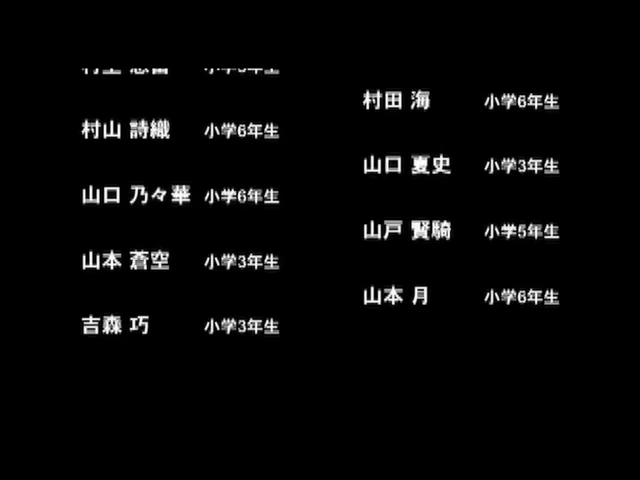 村山 詩織 小学6年生
山口 乃々華 小学6年生
山本 蒼空 小学3年生
吉森 巧 小学3年生
村田 海 小学6年生
山口 夏史 小学3年生
山戸 賢騎 小学5年生
山本 月 小学6年生